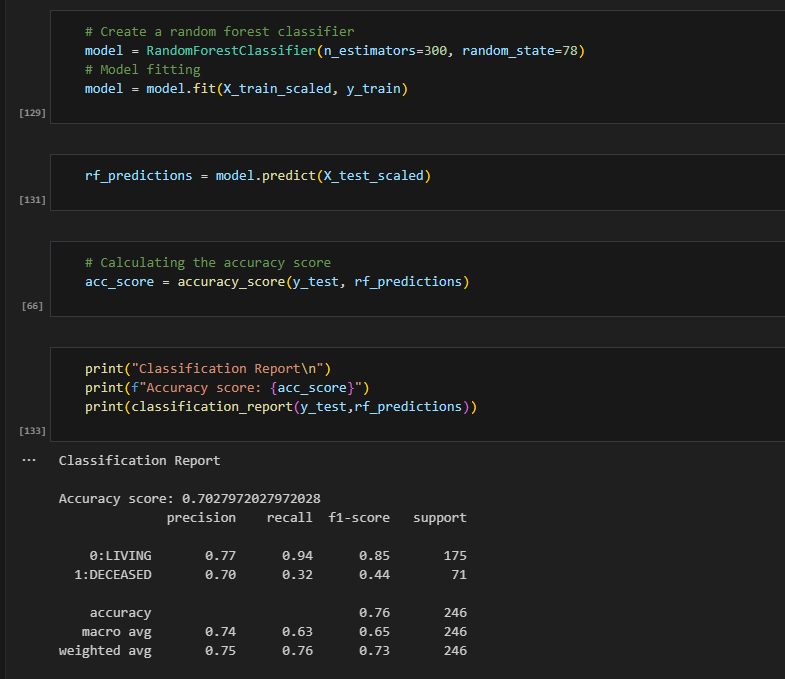 # Create a random forest classifier
model = RandomForestClassifier(n_estimators=300, random_state=78)
# Model fitting
model = model.fit(X_train_scaled, y_train)
[129]
rf_predictions = model.predict(X_test_scaled)
[131]
# Calculating the accuracy score
acc_score = accuracy_score(y_test, rf_predictions)
[66]
print("Classification Report\n")
print(f"Accuracy score: {acc_score}")
print(classification_report(y_test,rf_predictions))
[133]
... Classification Report
Accuracy score: 0.7027972027972028
precision recall f1-score support
0:LIVING 0.77 0.94 0.85 175
1:DECEASED 0.70 0.32 0.44 71
accuracy 0.76 246
macro avg 0.74 0.63 0.65 246
weighted avg 0.75 0.76 0.73 246